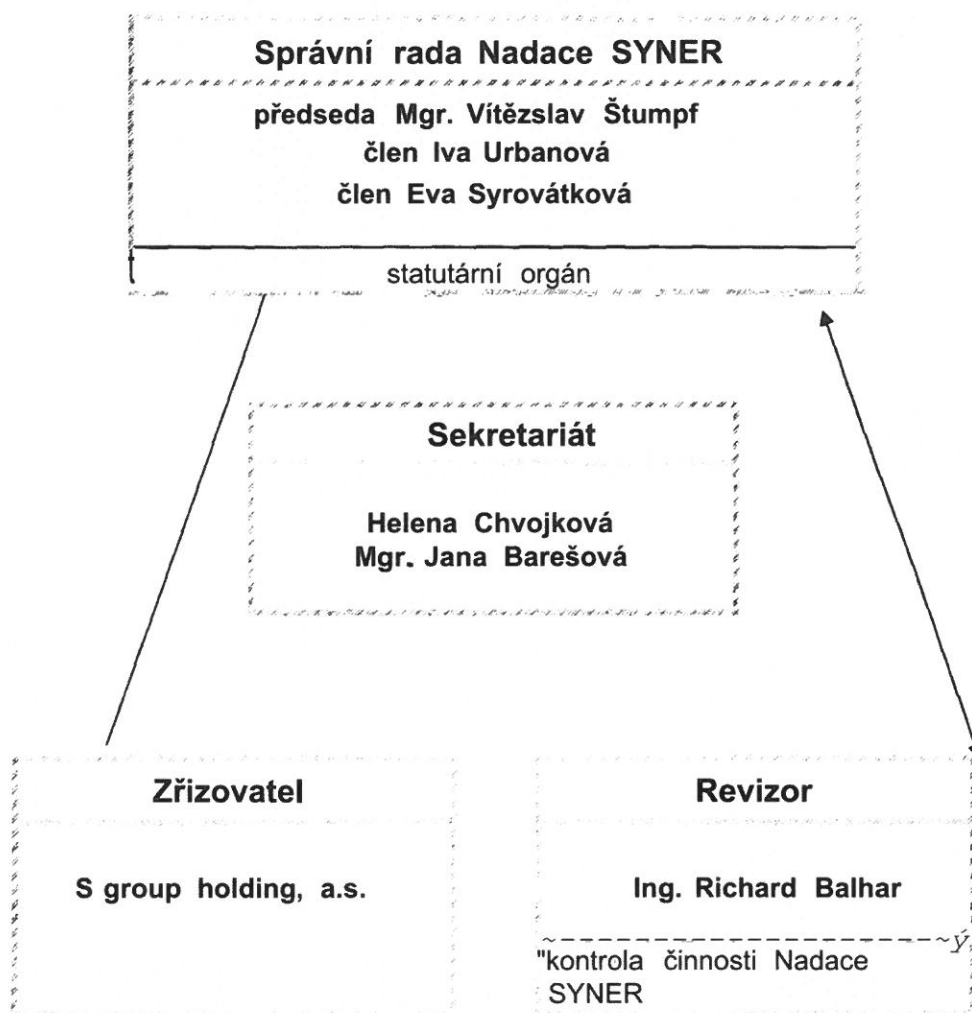 Správní rada Nadace SYNER
předseda Mgr. Vítězslav Štumpf
člen Iva Urbanová
člen Eva Syrovátková
statutární orgán
Sekretariát
Helena Chvojková
Mgr. Jana Barešová
Zřizovatel
S group holding, a.s.
Revizor
Ing. Richard Balhar
"kontrola činnosti Nadace
SYNER